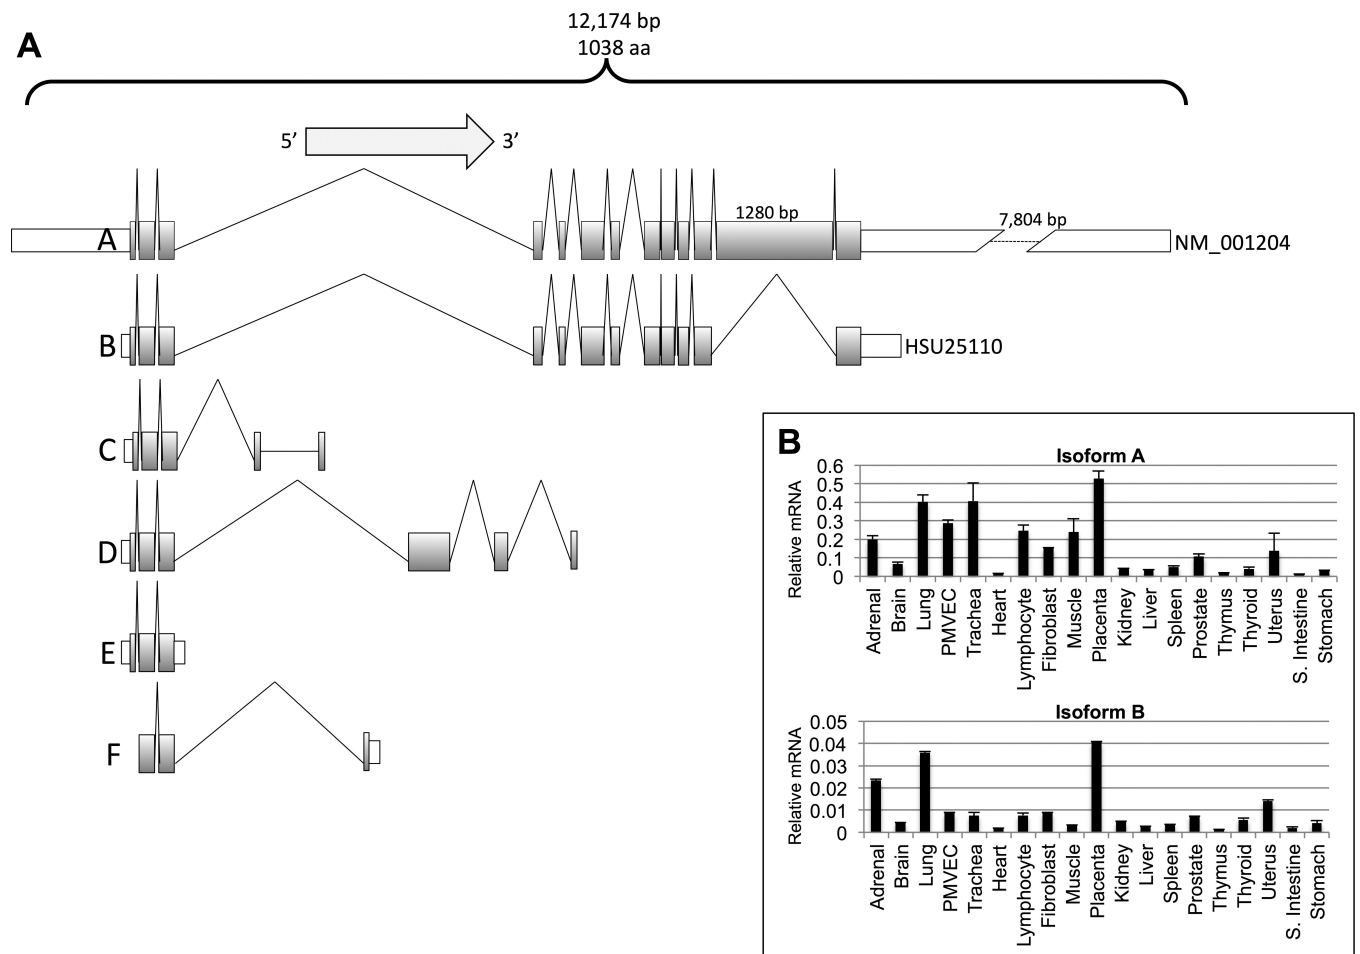 A
12,174 bp
1038 aa
5’
3’
A
1280 bp
7,804 bp
NM_001204
B
HSU25110
C
D
E
F
B
Isoform A
Relative mRNA
0.6
0.5
0.4
0.3
0.2
0.1
0
Adrenal
Brain
Lung
PMVEC
Trachea
Heart
Lymphocyte
Fibroblast
Muscle
Placenta
Kidney
Liver
Spleen
Prostate
Thymus
Thyroid
Uterus
S. Intestine
Stomach
Isoform B
Relative mRNA
0.05
0.04
0.03
0.02
0.01
0
Adrenal
Brain
Lung
PMVEC
Trachea
Heart
Lymphocyte
Fibroblast
Muscle
Placenta
Kidney
Liver
Spleen
Prostate
Thymus
Thyroid
Uterus
S. Intestine
Stomach